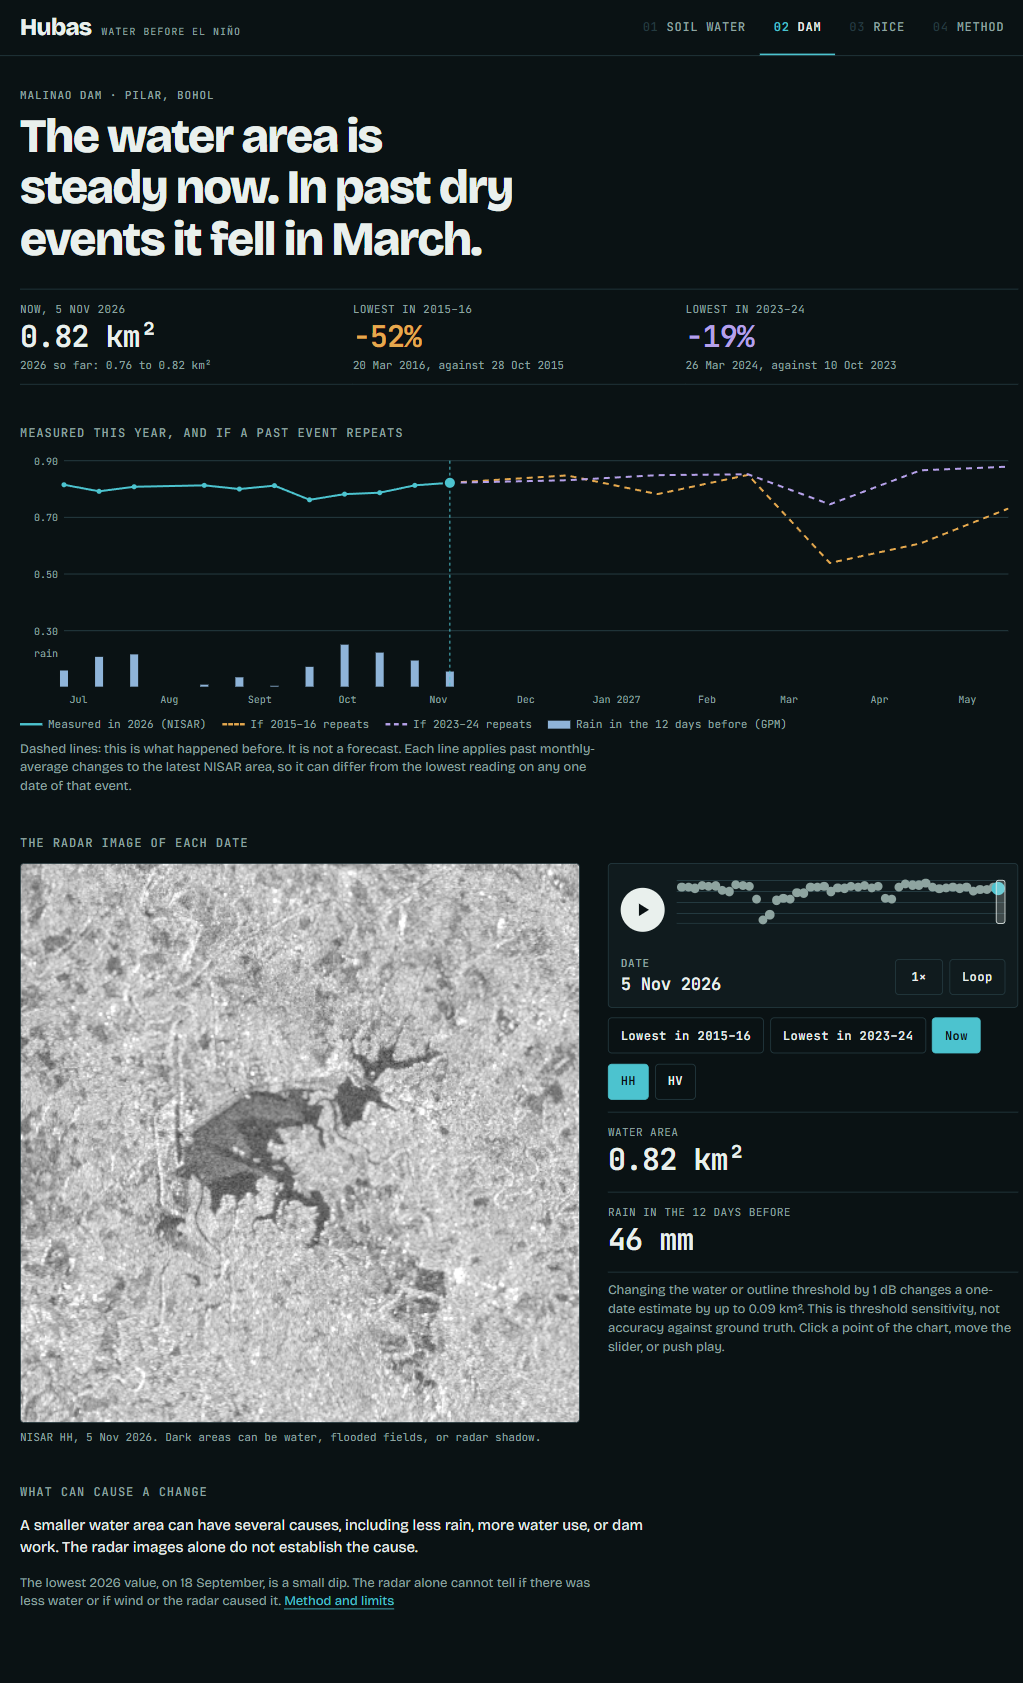 Hubas WATER BEFORE EL NIÑO
01 SOIL WATER
02 DAM
03 RICE
04 METHOD
MALINAO DAM · PILAR, BOHOL
The water area is
steady now. In past dry
events it fell in March.
NOW, 5 NOV 2026
0.82 km²
2026 so far: 0.76 to 0.82 km²
LOWEST IN 2015–16
-52%
20 Mar 2016, against 28 Oct 2015
LOWEST IN 2023–24
-19%
26 Mar 2024, against 10 Oct 2023
MEASURED THIS YEAR, AND IF A PAST EVENT REPEATS
0.90
0.70
0.50
0.30
rain
Jul Aug Sept Oct Nov Dec Jan 2027 Feb Mar Apr May
Measured in 2026 (NISAR) If 2015–16 repeats If 2023–24 repeats Rain in the 12 days before (GPM)
Dashed lines: this is what happened before. It is not a forecast. Each line applies past monthly-
average changes to the latest NISAR area, so it can differ from the lowest reading on any one
date of that event.
THE RADAR IMAGE OF EACH DATE
DATE
5 Nov 2026
1×
Loop
Lowest in 2015–16
Lowest in 2023–24
Now
HH
HV
WATER AREA
0.82 km²
RAIN IN THE 12 DAYS BEFORE
46 mm
Changing the water or outline threshold by 1 dB changes a one-
date estimate by up to 0.09 km². This is threshold sensitivity, not
accuracy against ground truth. Click a point of the chart, move the
slider, or push play.
NISAR HH, 5 Nov 2026. Dark areas can be water, flooded fields, or radar shadow.
WHAT CAN CAUSE A CHANGE
A smaller water area can have several causes, including less rain, more water use, or dam
work. The radar images alone do not establish the cause.
The lowest 2026 value, on 18 September, is a small dip. The radar alone cannot tell if there was
less water or if wind or the radar caused it. Method and limits